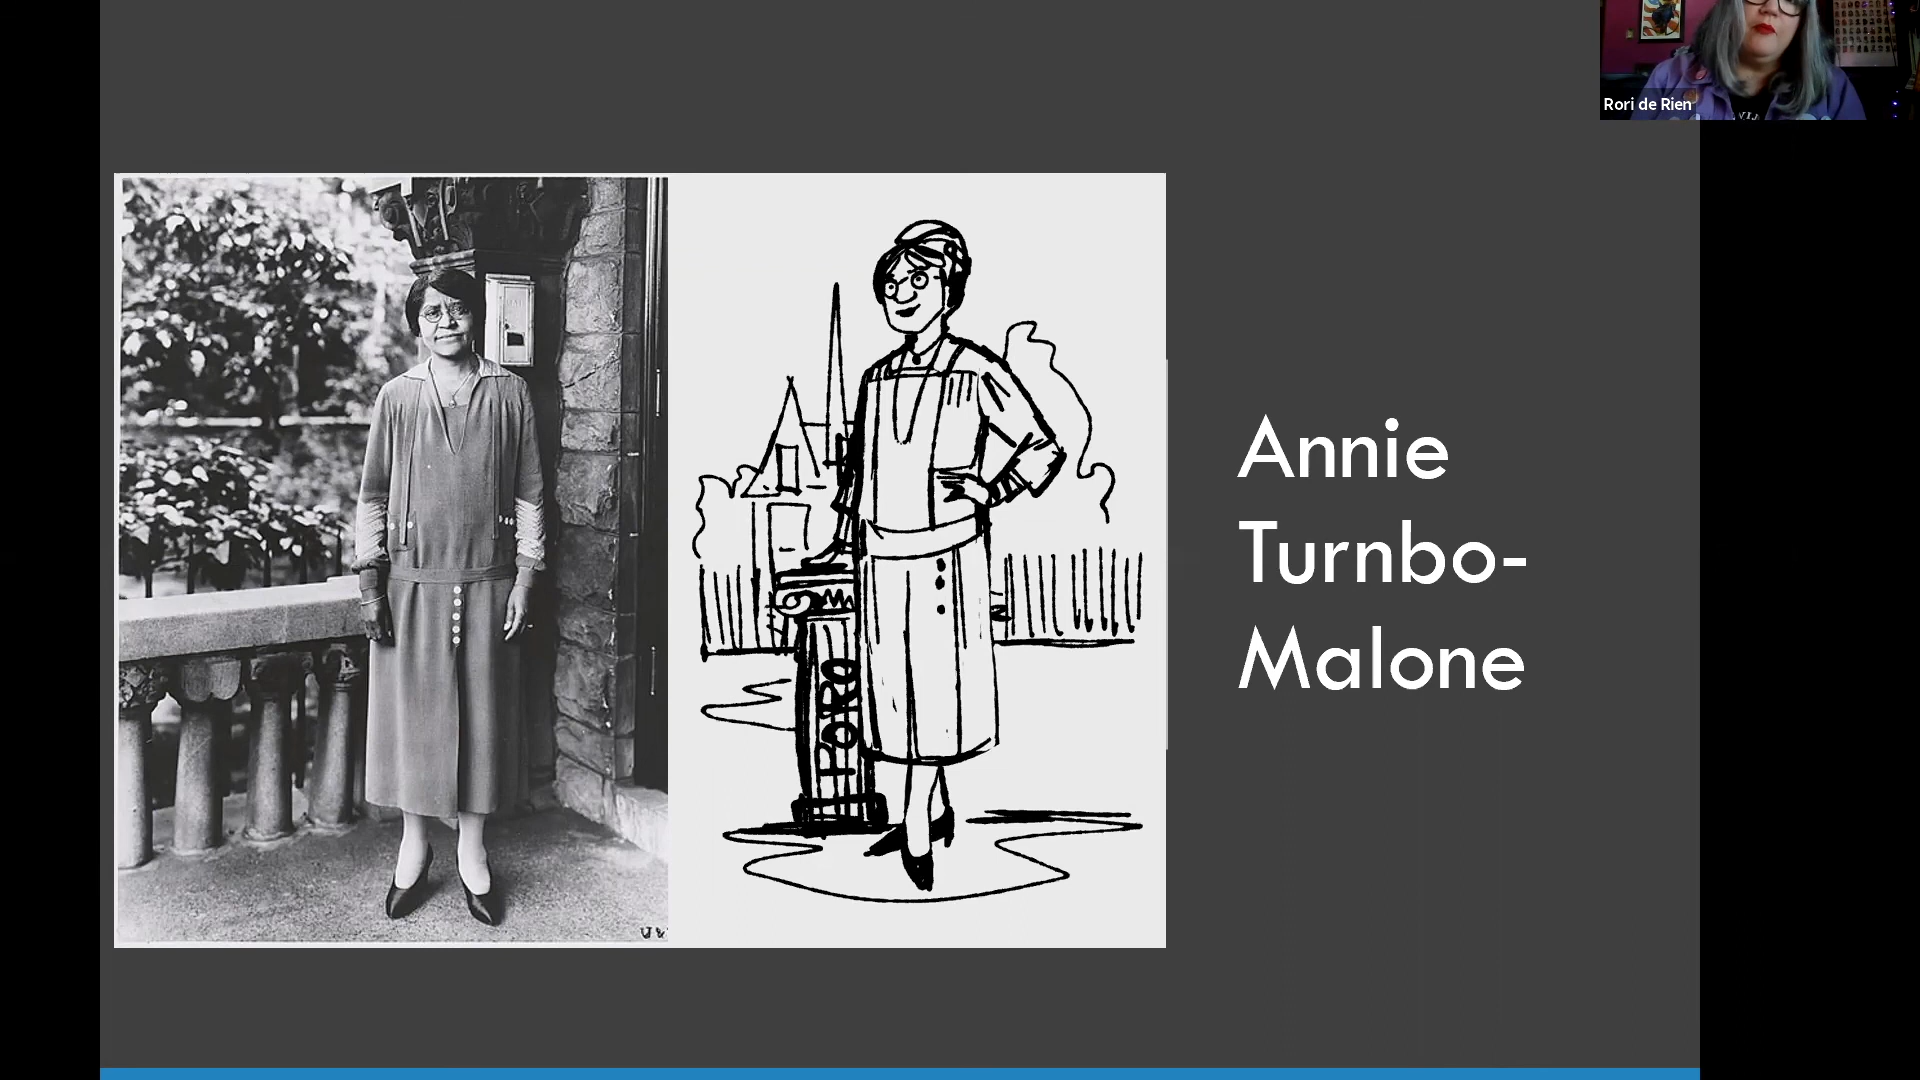 Rori de Rien
Annie
Turnbo-
Malone
PORO